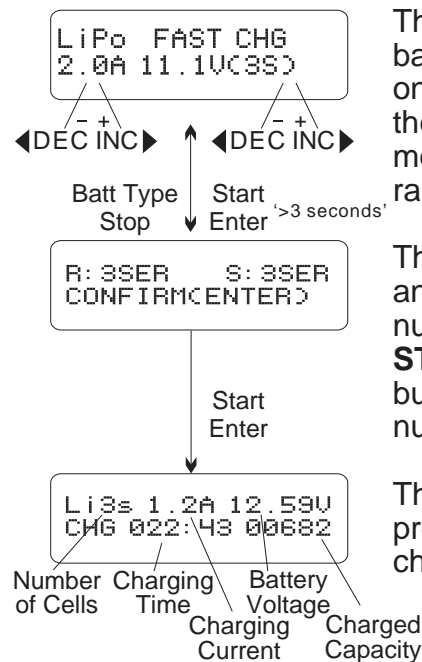 LiPo FAST CHG
2.0A 11.1V(3S)
- +
DEC INC
- +
DEC INC
Batt Type
Stop
Start
Enter
'>3 seconds'
R: 3SER S: 3SER
CONFIRM(ENTER)
Start
Enter
Li3s 1.2A 12.59V
CHG 022:43 00682
Number
of Cells
Charging
Time
Charging
Current
Battery
Voltage
Charged
Capacity
Th
ba
on
the
mo
ra
Th
an
nu
ST
bu
nu
Th
pr
ch